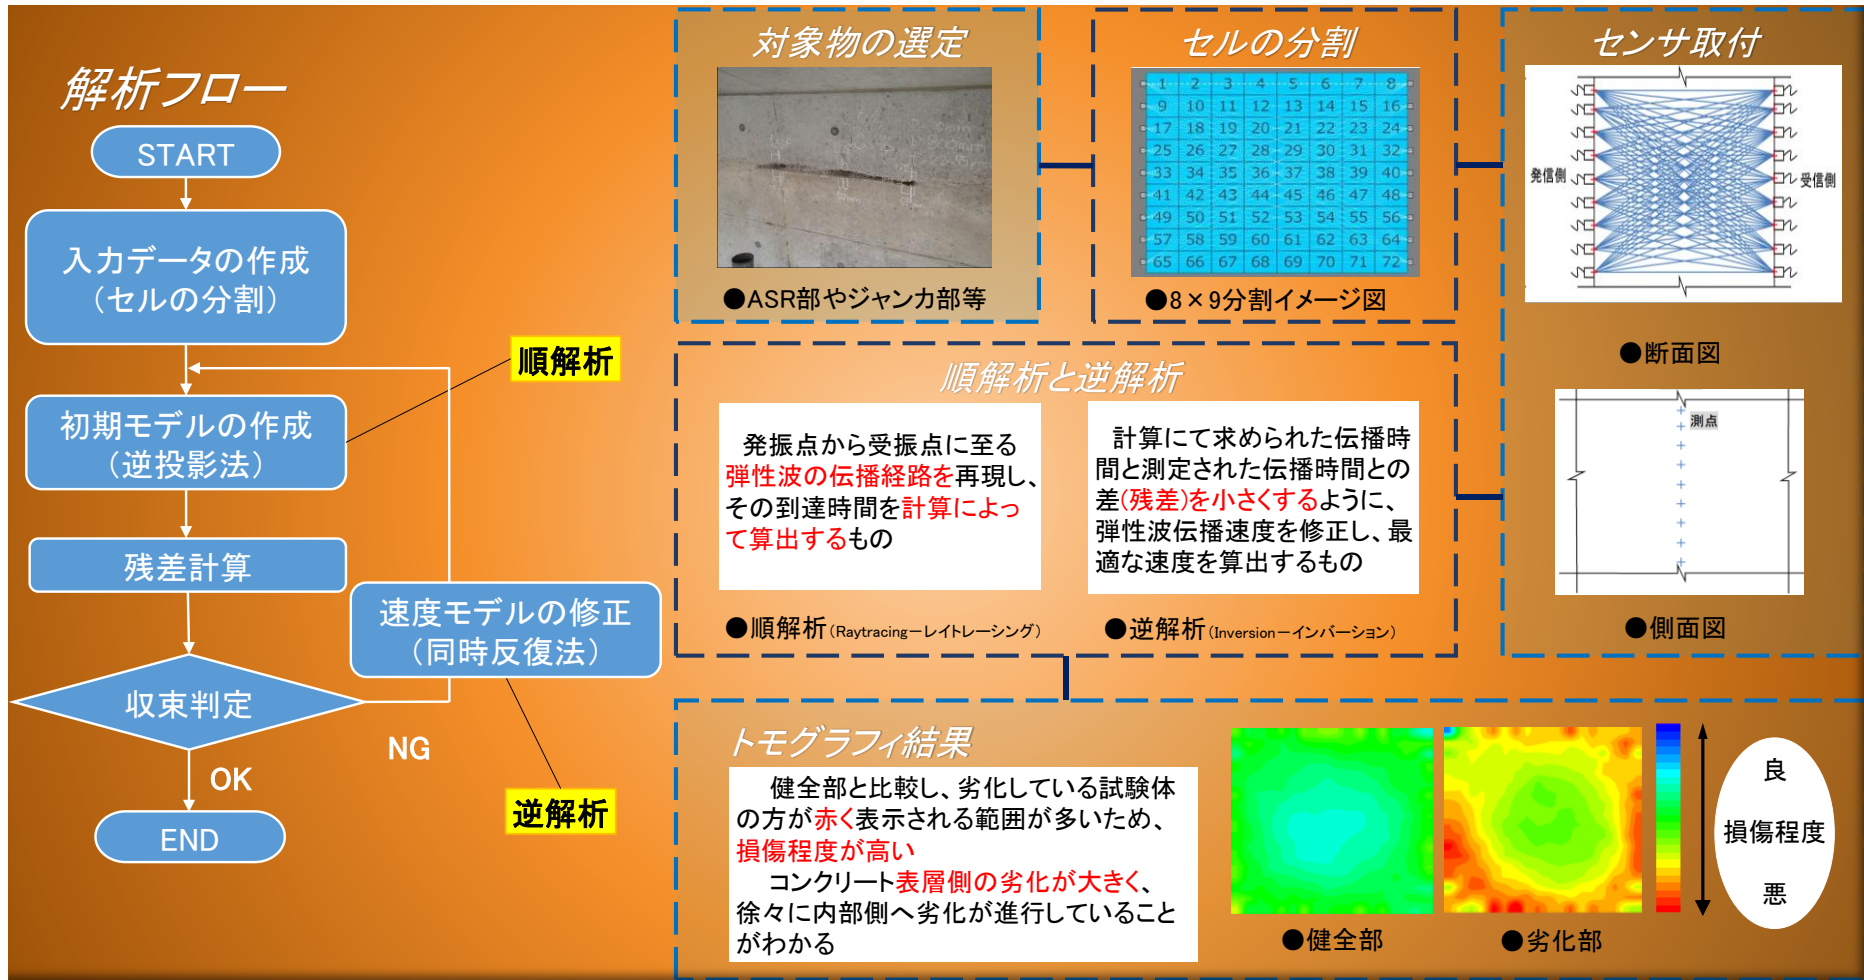 解析フロー
START
入力データの作成
(セルの分割)
順解析
初期モデルの作成
(逆投影法)
残差計算
速度モデルの修正
(同時反復法)
収束判定
NG
OK
逆解析
END
対象物の選定
●ASR部やジャンカ部等
セルの分割
1 2 3 4 5 6 7 8
9 10 11 12 13 14 15 16
17 18 19 20 21 22 23 24
25 26 27 28 29 30 31 32
33 34 35 36 37 38 39 40
41 42 43 44 45 46 47 48
49 50 51 52 53 54 55 56
57 58 59 60 61 62 63 64
65 66 67 68 69 70 71 72
●8×9分割イメージ図
センサ取付
発信側
受信側
●断面図
測点
●側面図
順解析と逆解析
発振点から受振点に至る
弾性波の伝播経路を再現し、
その到達時間を計算によっ
て算出するもの
●順解析(Raytracing-レイトレーシング)
計算にて求められた伝播時
間と測定された伝播時間との
差(残差)を小さくするように、
弾性波伝播速度を修正し、最
適な速度を算出するもの
●逆解析(Inversion-インバーション)
トモグラフィ結果
健全部と比較し、劣化している試験体
の方が赤く表示される範囲が多いため、
損傷程度が高い
コンクリート表層側の劣化が大きく、
徐々に内部側へ劣化が進行していること
がわかる
●健全部
●劣化部
良
損傷程度
悪